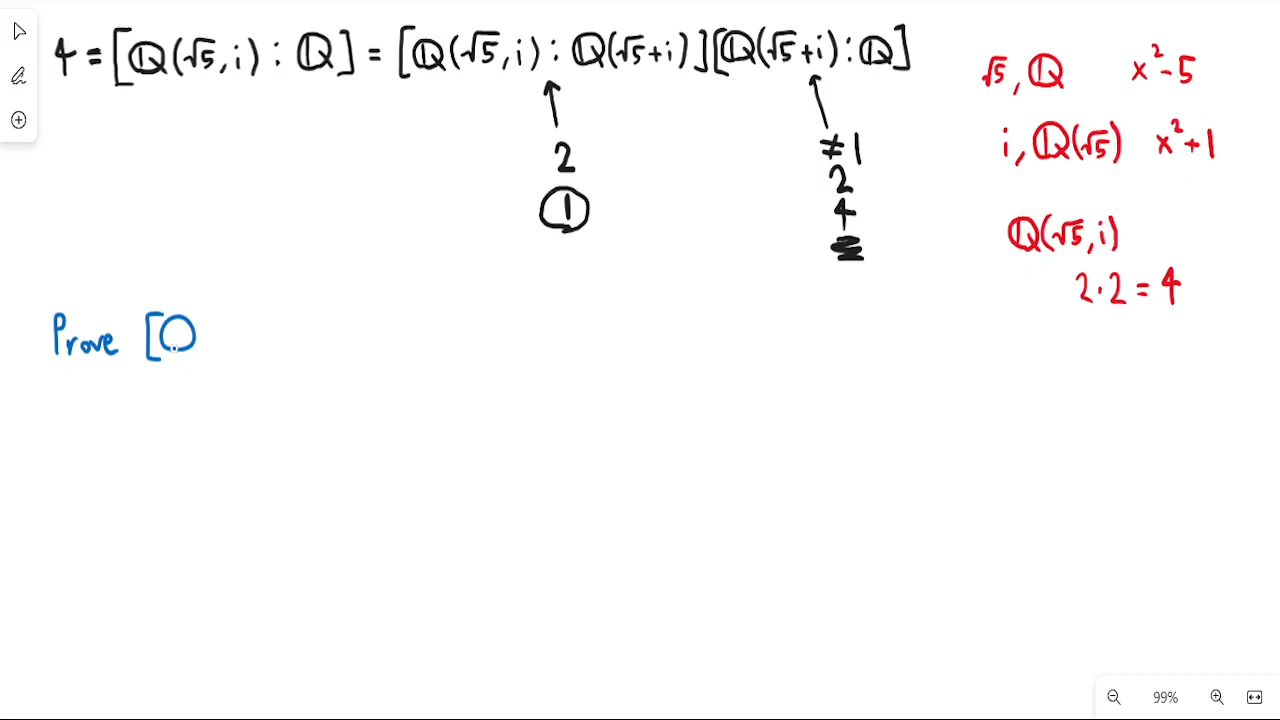 4 = [ℚ(√5, i) : ℚ] = [ℚ(√5, i) : ℚ(√5+i)][ℚ(√5+i) : ℚ]
2
①
≠1
2
4
√5, ℚ x²-5
i, ℚ(√5) x²+1
ℚ(√5, i)
2·2 = 4
Prove [O
99%